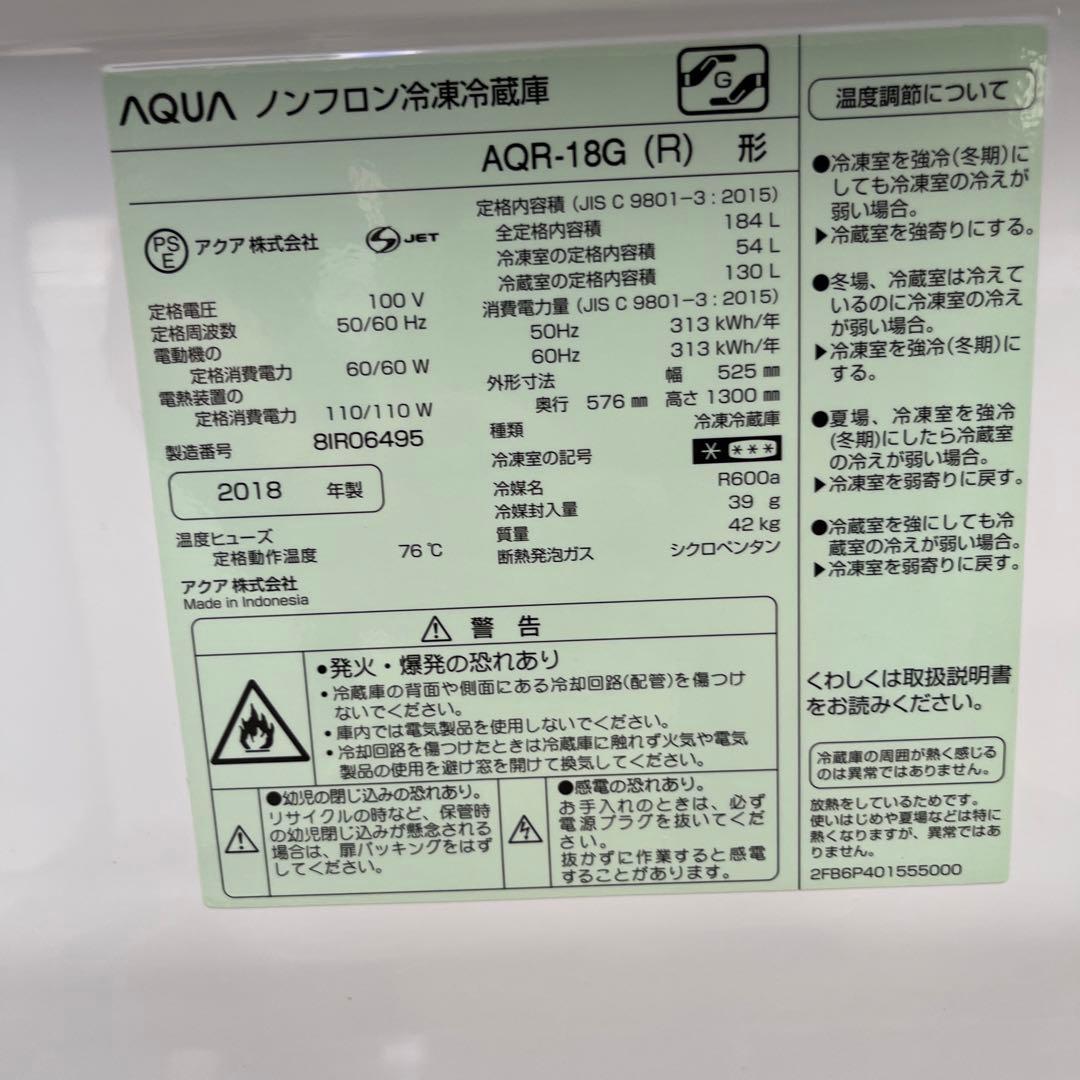 AQUA ノンフロン冷凍冷蔵庫
G
AQR-18G (R) 形
PS
E
アクア 株式会社
JET
定格電圧 100 V
定格周波数 50/60 Hz
電動機の
定格消費電力 60/60 W
電熱装置の
定格消費電力 110/110 W
製造番号 8IR06495
2018 年製
温度ヒューズ
定格動作温度 76 ℃
アクア 株式会社
Made in Indonesia
定格内容積 (JIS C 9801-3 : 2015)
全定格内容積 184 L
冷凍室の定格内容積 54 L
冷蔵室の定格内容積 130 L
消費電力量 (JIS C 9801-3 : 2015)
50Hz 313 kWh/年
60Hz 313 kWh/年
外形寸法 幅 525 ㎜
奥行 576 ㎜ 高さ 1300 ㎜
種類 冷凍冷蔵庫
冷凍室の記号 * ***
冷媒名 R600a
冷媒封入量 39 g
質量 42 kg
断熱発泡ガス シクロペンタン
警 告
●発火・爆発の恐れあり
・冷蔵庫の背面や側面にある冷却回路(配管)を傷つけ
ないでください。
・庫内では電気製品を使用しないでください。
・冷却回路を傷つけたときは冷蔵庫に触れず火気や電気
製品の使用を避け窓を開けて換気してください。
●幼児の閉じ込みの恐れあり。
リサイクルの時など、保管時
の幼児閉じ込みが懸念される
場合は、扉パッキングをはず
してください。
●感電の恐れあり。
お手入れのときは、必ず
電源プラグを抜いてくだ
さい。
抜かずに作業すると感電
することがあります。
温度調節について
●冷凍室を強冷(冬期)に
しても冷凍室の冷えが
弱い場合。
▶冷蔵室を強寄りにする。
●冬場、冷蔵室は冷えて
いるのに冷凍室の冷え
が弱い場合。
▶冷凍室を強冷(冬期)に
する。
●夏場、冷凍室を強冷
(冬期)にしたら冷蔵室
の冷えが弱い場合。
▶冷凍室を弱寄りに戻す。
●冷蔵室を強にしても冷
蔵室の冷えが弱い場合。
▶冷凍室を弱寄りに戻す。
くわしくは取扱説明書
をお読みください。
冷蔵庫の周囲が熱く感じる
のは異常ではありません。
放熱をしているためです。
使いはじめや夏場などは特に
熱くなりますが、異常ではあ
りません。
2FB6P401555000